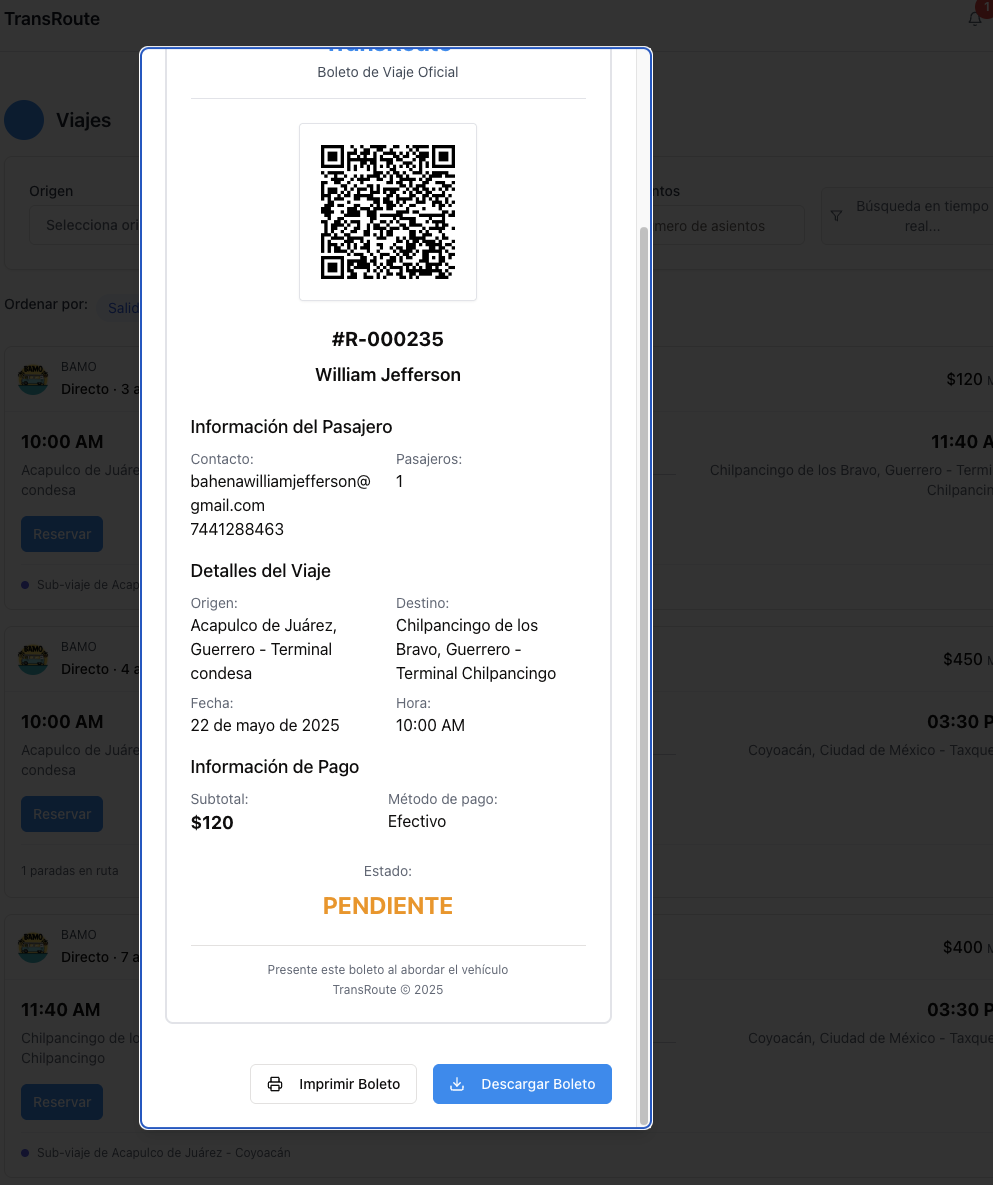 TransRoute
1
Viajes
Origen
Selecciona ori
ntos
mero de asientos
Búsqueda en tiempo
real...
Ordenar por:
Salid
BAMO
Directo · 3 a
$120
10:00 AM
Acapulco de Juáre
condesa
11:40 A
Chilpancingo de los Bravo, Guerrero - Termi
Chilpancin
Reservar
Sub-viaje de Acap
BAMO
Directo · 4 a
$450
10:00 AM
Acapulco de Juáre
condesa
03:30 P
Coyoacán, Ciudad de México - Taxque
Reservar
1 paradas en ruta
BAMO
Directo · 7 a
$400
11:40 AM
Chilpancingo de lo
Chilpancingo
03:30 P
Coyoacán, Ciudad de México - Taxque
Reservar
Sub-viaje de Acapulco de Juárez - Coyoacán
TransRoute
Boleto de Viaje Oficial
#R-000235
William Jefferson
Información del Pasajero
Contacto:
bahenawilliamjefferson@
gmail.com
7441288463
Pasajeros:
1
Detalles del Viaje
Origen:
Acapulco de Juárez,
Guerrero - Terminal
condesa
Destino:
Chilpancingo de los
Bravo, Guerrero -
Terminal Chilpancingo
Fecha:
22 de mayo de 2025
Hora:
10:00 AM
Información de Pago
Subtotal:
$120
Método de pago:
Efectivo
Estado:
PENDIENTE
Presente este boleto al abordar el vehículo
TransRoute © 2025
Imprimir Boleto
Descargar Boleto